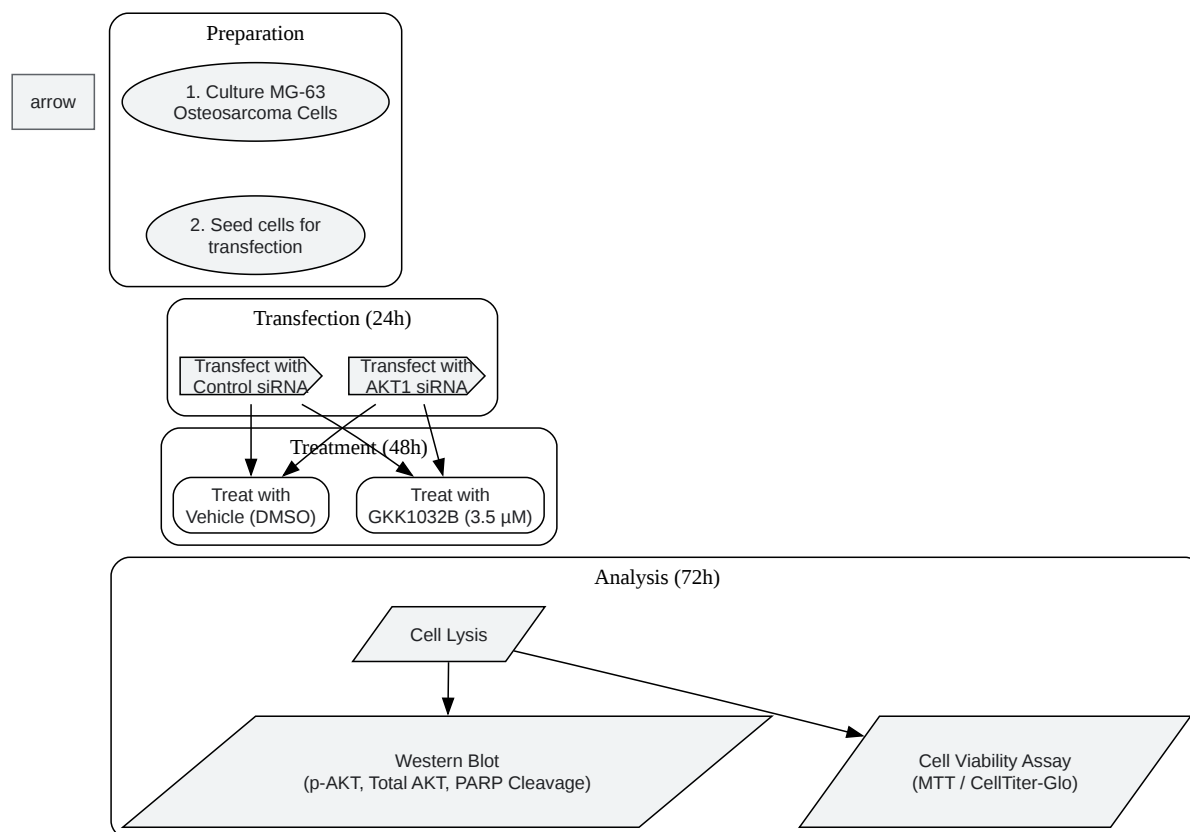 Preparation
arrow
1. Culture MG-63
Osteosarcoma Cells
2. Seed cells for
transfection
Transfection (24h)
Transfect with
Control siRNA
Transfect with
AKT1 siRNA
Treatment (48h)
Treat with
Vehicle (DMSO)
Treat with
GKK1032B (3.5 µM)
Analysis (72h)
Cell Lysis
Western Blot
(p-AKT, Total AKT, PARP Cleavage)
Cell Viability Assay
(MTT / CellTiter-Glo)